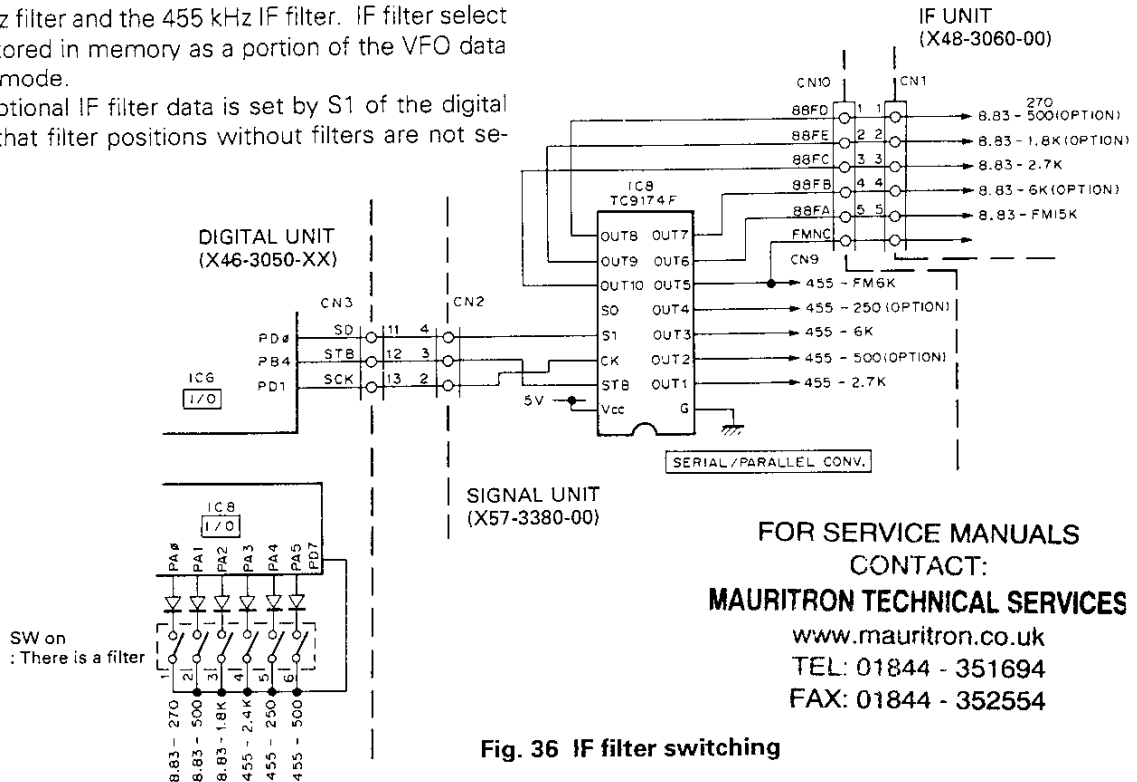 z filter and the 455 kHz IF filter. IF filter select
tored in memory as a portion of the VFO data
mode.
ptional IF filter data is set by S1 of the digital
that filter positions without filters are not se-
IF UNIT
(X48-3060-00)
CN10 CN1
88FD 1 1 270
8.83 - 500(OPTION)
88FE 2 2 8.83 - 1.8K(OPTION)
88FC 3 3 8.83 - 2.7K
88FB 4 4 8.83 - 6K(OPTION)
88FA 5 5 8.83 - FM15K
FMNC
CN9
IC8
TC9174F
OUT8 OUT7
OUT9 OUT6
OUT10 OUT5 455 - FM6K
SO OUT4 455 - 250(OPTION)
S1 OUT3 455 - 6K
CK OUT2 455 - 500(OPTION)
STB OUT1 455 - 2.7K
5V Vcc G
SERIAL/PARALLEL CONV.
DIGITAL UNIT
(X46-3050-XX)
CN3 CN2
PDø SD 11 4
PB4 STB 12 3
PD1 SCK 13 2
IC6
I/O
SIGNAL UNIT
(X57-3380-00)
IC8
I/O
PAø PA1 PA2 PA3 PA4 PA5 PD7
SW on
: There is a filter
1 2 3 4 5 6
8.83 - 270
8.83 - 500
8.83 - 1.8K
455 - 2.4K
455 - 250
455 - 500
FOR SERVICE MANUALS
CONTACT:
MAURITRON TECHNICAL SERVICES
www.mauritron.co.uk
TEL: 01844 - 351694
FAX: 01844 - 352554
Fig. 36 IF filter switching